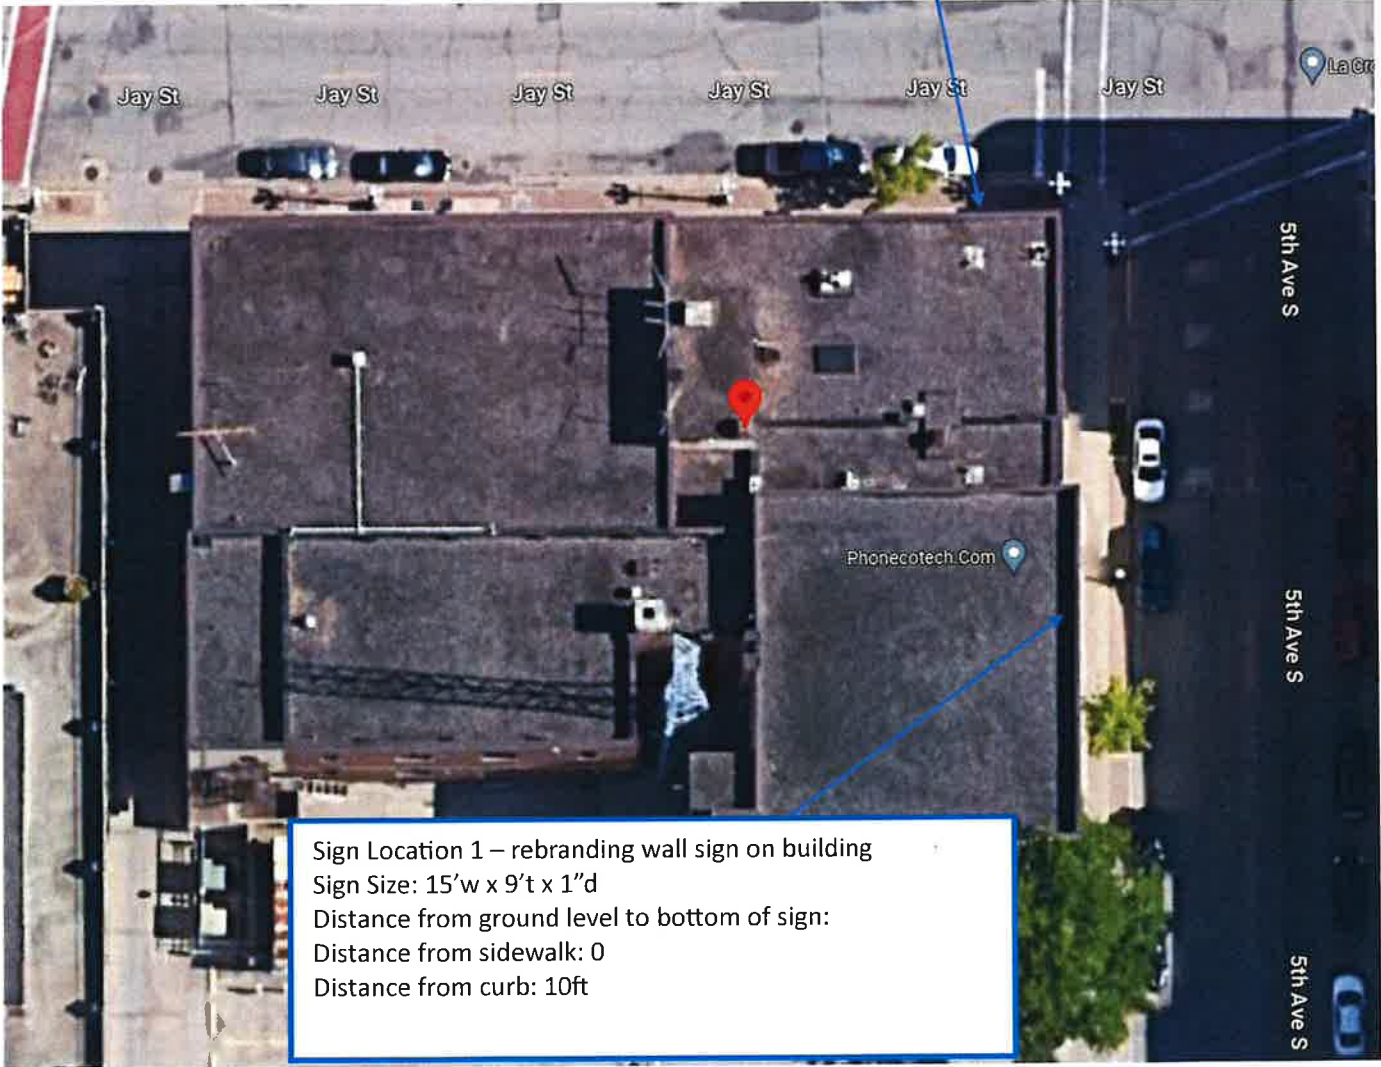 Jay St
Jay St
Jay St
Jay St
Jay St
Jay St
La Cr
5th Ave S
Phonecotech.Com
5th Ave S
Sign Location 1 – rebranding wall sign on building
Sign Size: 15’w x 9’t x 1”d
Distance from ground level to bottom of sign:
Distance from sidewalk: 0
Distance from curb: 10ft
5th Ave S